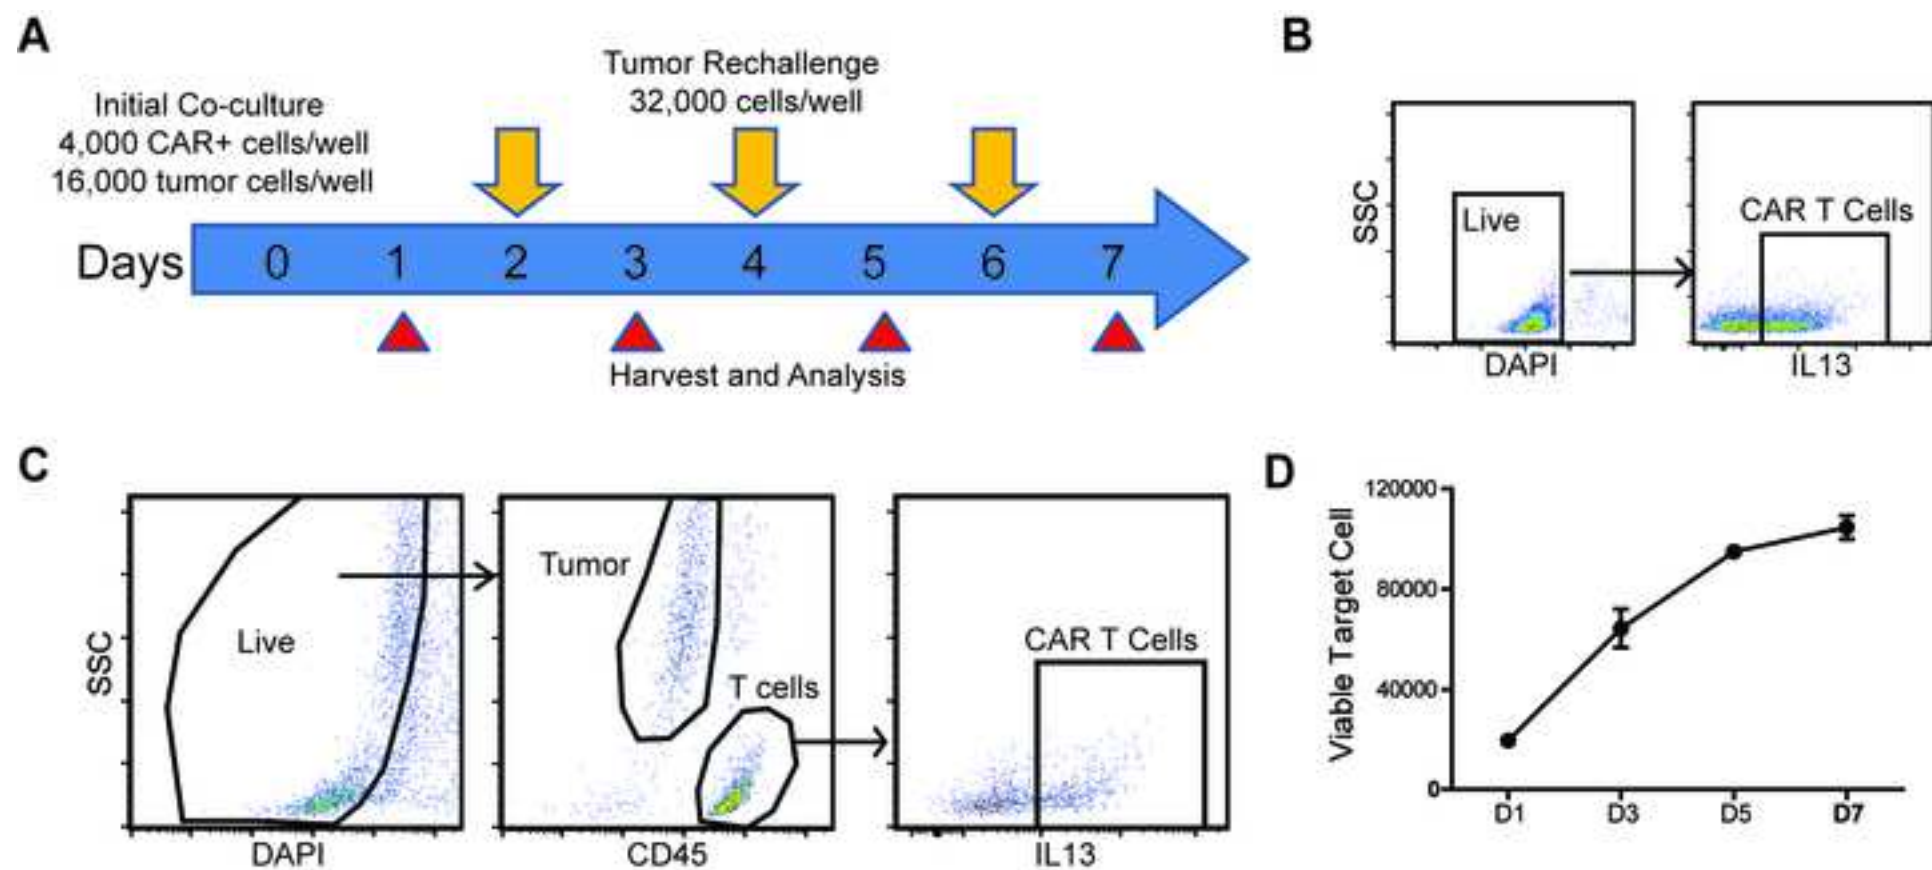 A
Initial Co-culture
4,000 CAR+ cells/well
16,000 tumor cells/well
Tumor Rechallenge
32,000 cells/well
Days 0 1 2 3 4 5 6 7
Harvest and Analysis
B
SSC
Live
DAPI
CAR T Cells
IL13
C
SSC
Live
DAPI
Tumor
T cells
CD45
CAR T Cells
IL13
D
Viable Target Cell
120000
80000
40000
0
D1 D3 D5 D7